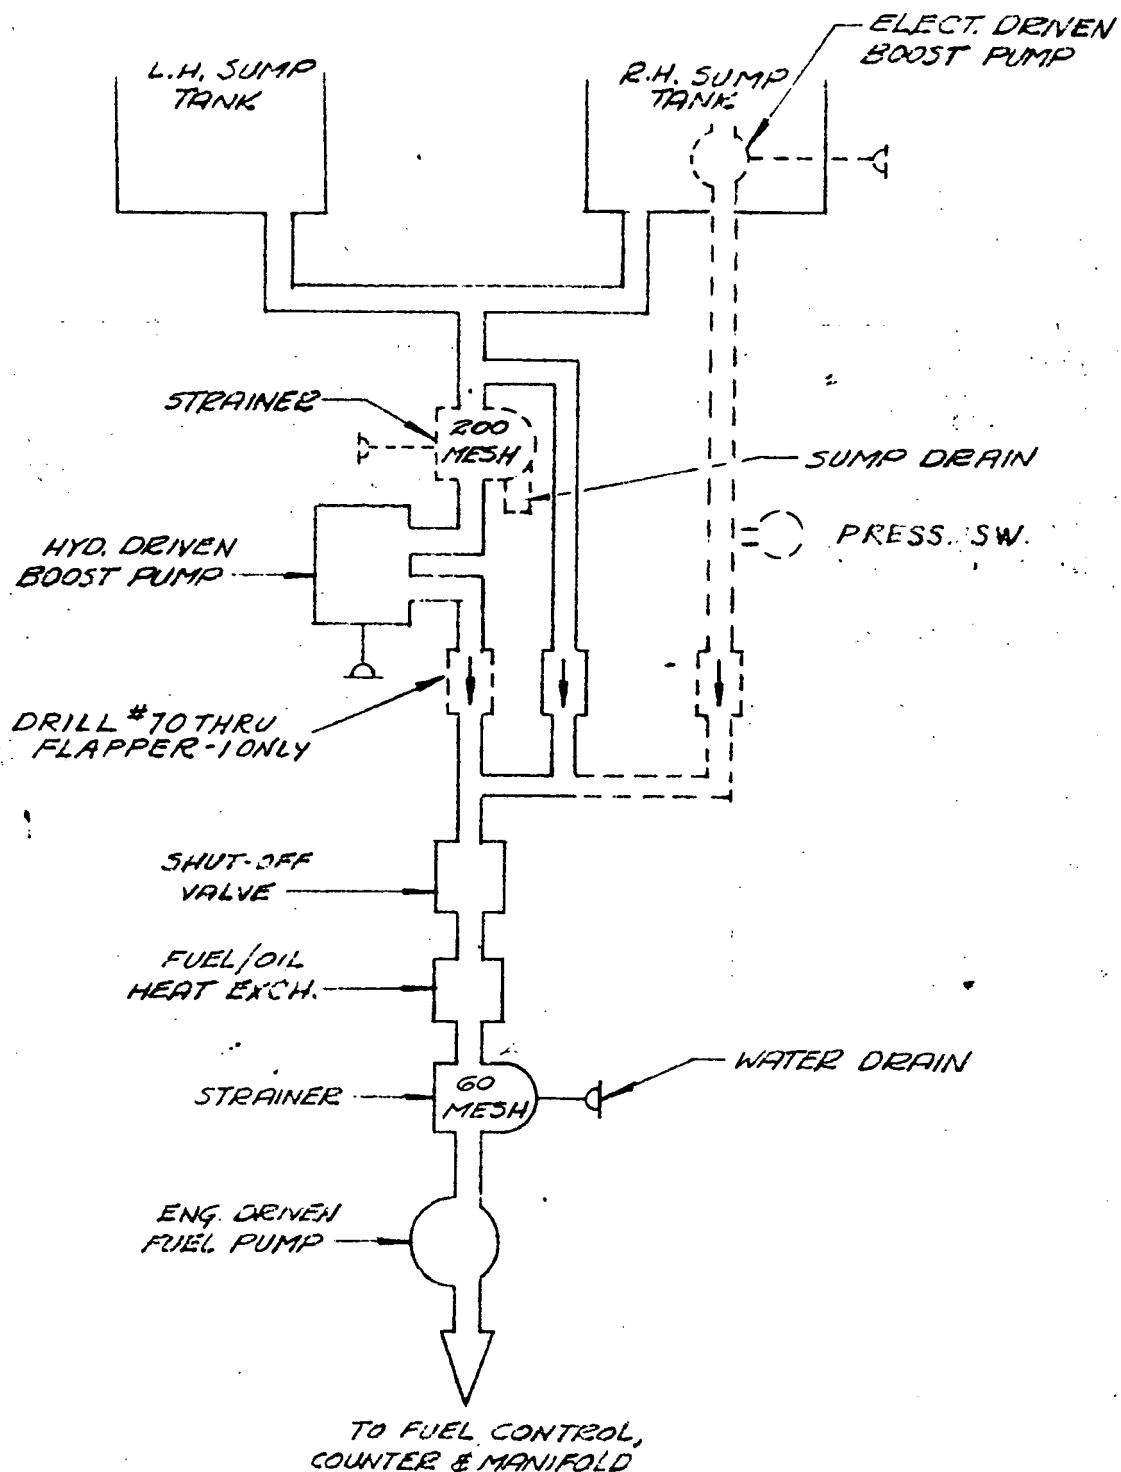 ELECT. DRIVEN
BOOST PUMP
L.H. SUMP
TANK
R.H. SUMP
TANK
STRAINER
200
MESH
SUMP DRAIN
PRESS. SW.
HYD. DRIVEN
BOOST PUMP
DRILL #70 THRU
FLAPPER-1 ONLY
SHUT-OFF
VALVE
FUEL/OIL
HEAT EXCH.
WATER DRAIN
STRAINER
60
MESH
ENG. DRIVEN
FUEL PUMP
TO FUEL CONTROL,
COUNTER & MANIFOLD